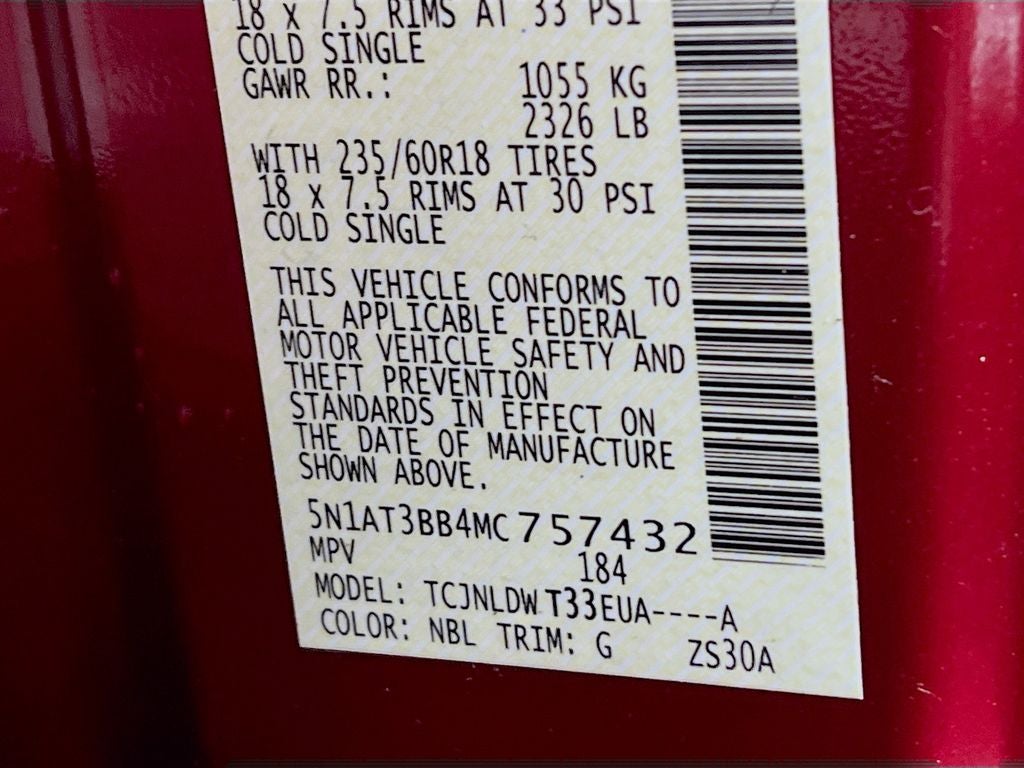 18 x 7.5 RIMS AT 33 PSI
COLD SINGLE
GAWR RR.: 1055 KG
2326 LB
WITH 235/60R18 TIRES
18 x 7.5 RIMS AT 30 PSI
COLD SINGLE
THIS VEHICLE CONFORMS TO
ALL APPLICABLE FEDERAL
MOTOR VEHICLE SAFETY AND
THEFT PREVENTION
STANDARDS IN EFFECT ON
THE DATE OF MANUFACTURE
SHOWN ABOVE.
5N1AT3BB4MC757432
MPV 184
MODEL: TCJNLDWT33EUA----A
COLOR: NBL TRIM: G ZS30A